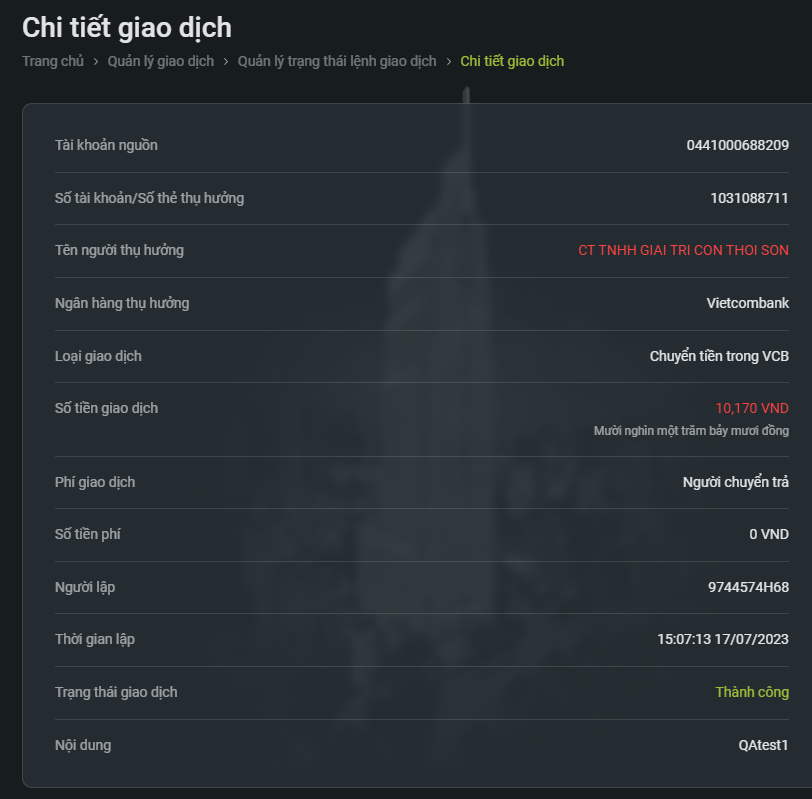 Chi tiết giao dịch
Trang chủ › Quản lý giao dịch › Quản lý trạng thái lệnh giao dịch › Chi tiết giao dịch
Tài khoản nguồn 0441000688209
Số tài khoản/Số thẻ thụ hưởng 1031088711
Tên người thụ hưởng CT TNHH GIAI TRI CON THOI SON
Ngân hàng thụ hưởng Vietcombank
Loại giao dịch Chuyển tiền trong VCB
Số tiền giao dịch 10,170 VND
Mười nghìn một trăm bảy mươi đồng
Phí giao dịch Người chuyển trả
Số tiền phí 0 VND
Người lập 9744574H68
Thời gian lập 15:07:13 17/07/2023
Trạng thái giao dịch Thành công
Nội dung QAtest1